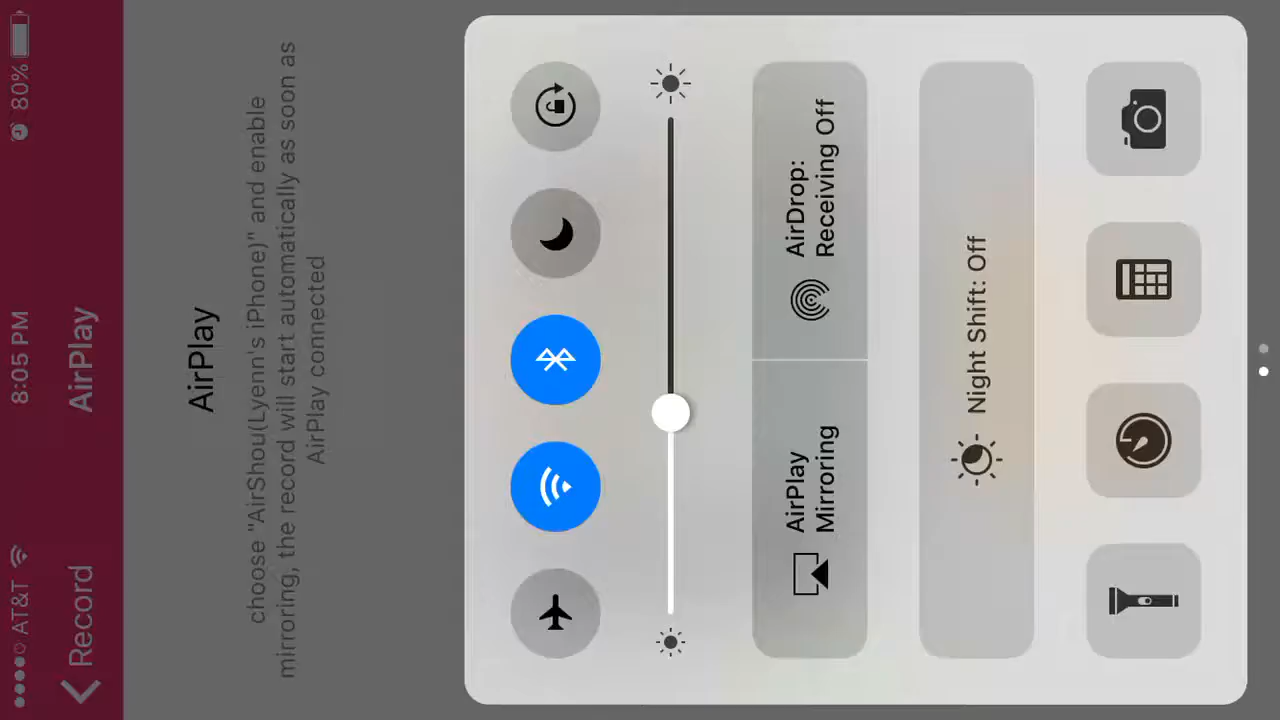 ●●●●○ AT&T 8:05 PM 80%
Record AirPlay
AirPlay
choose "AirShou(Lyenn's iPhone)" and enable
mirroring, the record will start automatically as soon as
AirPlay connected
AirPlay
Mirroring
AirDrop:
Receiving Off
Night Shift: Off